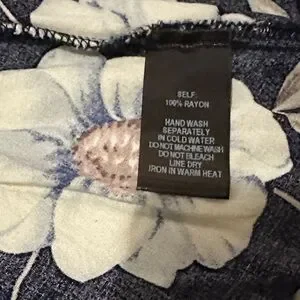 SELF:
100% RAYON
HAND WASH
SEPARATELY
IN COLD WATER
DO NOT MACHINE WASH
DO NOT BLEACH
LINE DRY
IRON IN WARM HEAT